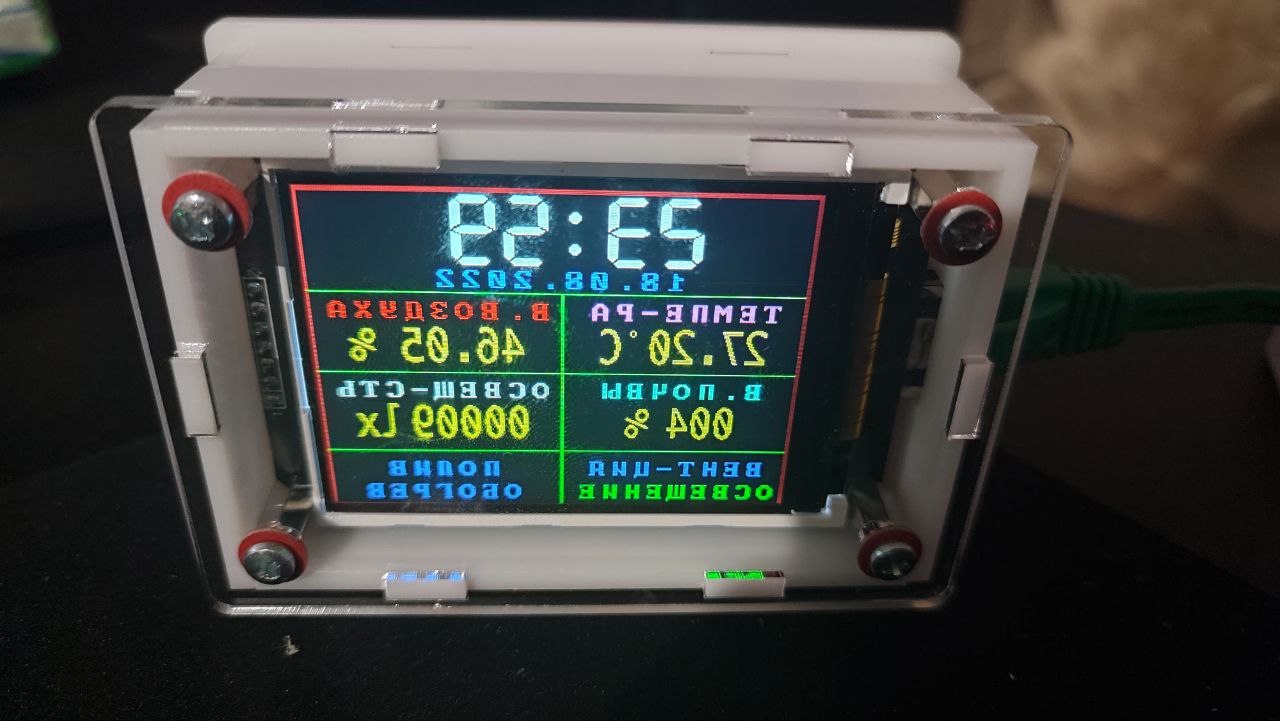 23:59
18.08.2022
ТЕМПЕ-РА
27.20°C
В.ВОЗДУХА
46.05 %
В.ПОЧВЫ
004 %
ОСВЕЩ-СТЬ
00009 lx
ВЕНТ-ЦИЯ
ОСВЕЩЕНИЕ
ПОЛИВ
ОБОГРЕВ